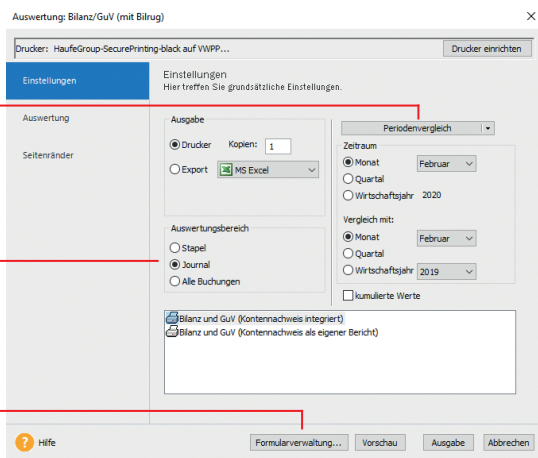 Auswertung: Bilanz/GuV (mit Bilrug)
Drucker: HaufeGroup-SecurePrinting-black auf VWPP...
Drucker einrichten
Einstellungen
Auswertung
Seitenränder
Einstellungen
Hier treffen Sie grundsätzliche Einstellungen.
Ausgabe
Drucker Kopien: 1
Export MS Excel
Auswertungsbereich
Stapel
Journal
Alle Buchungen
Periodenvergleich
Zeitraum
Monat Februar
Quartal
Wirtschaftsjahr 2020
Vergleich mit:
Monat Februar
Quartal
Wirtschaftsjahr 2019
kumulierte Werte
Bilanz und GuV (Kontennachweis integriert)
Bilanz und GuV (Kontennachweis als eigener Bericht)
? Hilfe
Formularverwaltung... Vorschau Ausgabe Abbrechen